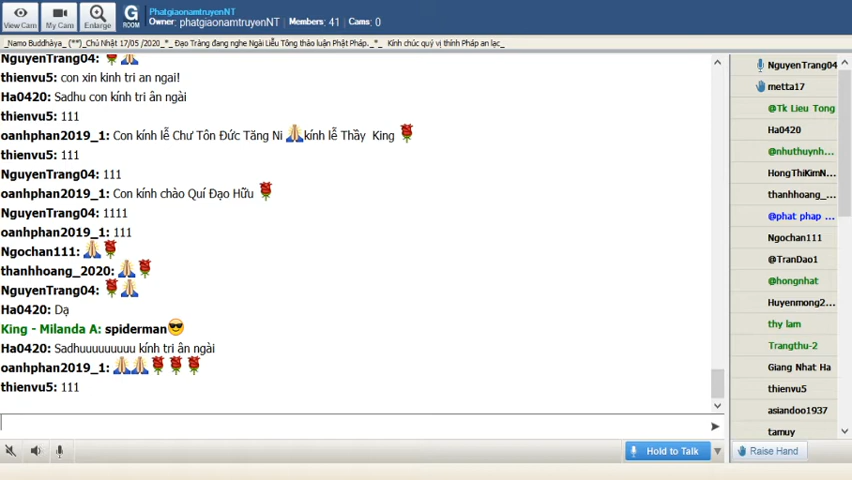 PhatgiaonamtruyenNT
Owner: phatgiaonamtruyenNT Members: 41 Cams: 0
View Cam My Cam Enlarge G ROOM
_Namo Buddhàya_ (**)_Chủ Nhật 17/05 /2020_*_ Đạo Tràng đang nghe Ngài Liễu Tông thảo luận Phật Pháp._*_ Kính chúc quý vị thính Pháp an lạc_
NguyenTrang04:
thienvu5: con xin kinh tri an ngai!
Ha0420: Sadhu con kính tri ân ngài
thienvu5: 111
oanhphan2019_1: Con kính lễ Chư Tôn Đức Tăng Ni kính lễ Thầy King
thienvu5: 111
NguyenTrang04: 111
oanhphan2019_1: Con kính chào Quí Đạo Hữu
NguyenTrang04: 1111
oanhphan2019_1: 111
Ngochan111:
thanhhoang_2020:
NguyenTrang04:
Ha0420: Dạ
King - Milanda A: spiderman
Ha0420: Sadhuuuuuuuuu kính tri ân ngài
oanhphan2019_1:
thienvu5: 111
NguyenTrang04
metta17
@Tk Lieu Tong
Ha0420
@nhuthuynh...
HongThiKimN...
thanhhoang_...
@phat phap ...
Ngochan111
@TranDao1
@hongnhat
Huyenmong2...
thy lam
Trangthu-2
Giang Nhat Ha
thienvu5
asiandoo1937
tamuy
Hold to Talk
Raise Hand